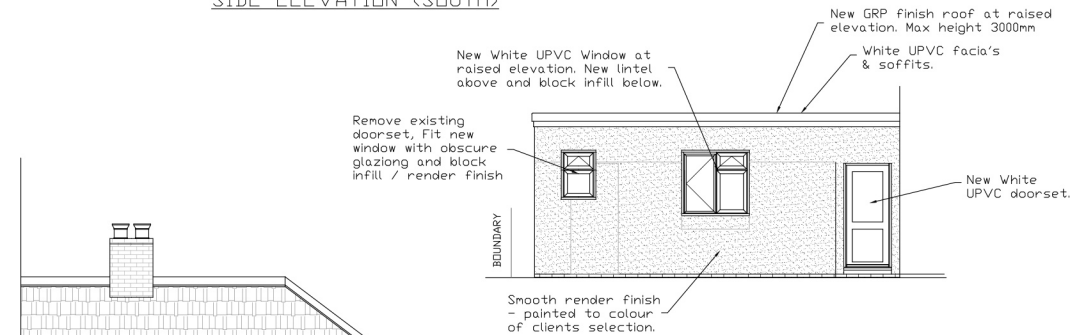 SIDE ELEVATION (SOUTH)
New GRP finish roof at raised
elevation. Max height 3000mm
White UPVC facia's
& soffits.
New White UPVC Window at
raised elevation. New lintel
above and block infill below.
Remove existing
doorset, Fit new
window with obscure
glaziong and block
infill / render finish
New White
UPVC doorset.
BOUNDARY
Smooth render finish
- painted to colour
of clients selection.